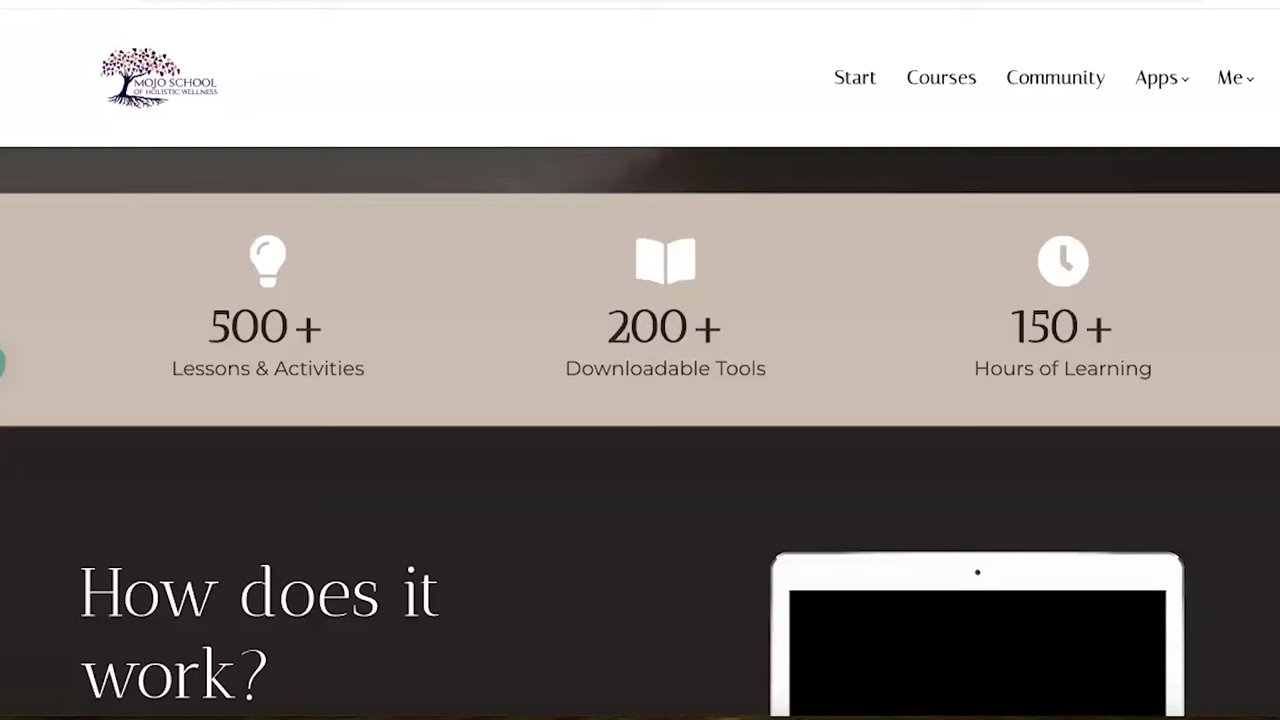 MOJO SCHOOL
OF HOLISTIC WELLNESS
Start Courses Community Apps Me
500+ 200+ 150+
Lessons & Activities Downloadable Tools Hours of Learning
How does it
work?